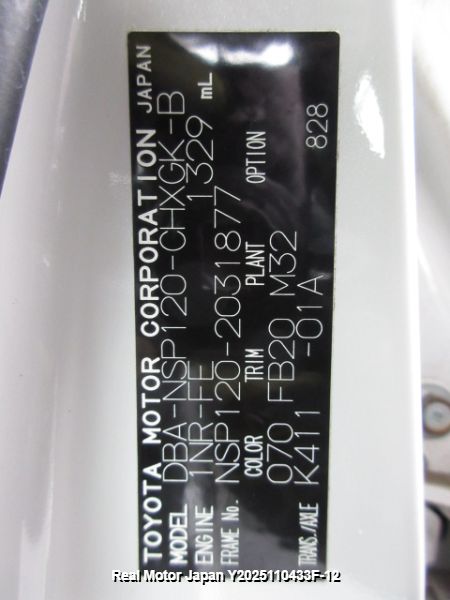 TOYOTA MOTOR CORPORATION JAPAN
MODEL DBA-NSP120-CHXGK-B
ENGINE 1NR-FE 1329 mL
FRAME No. NSP120-2031877
COLOR TRIM PLANT OPTION
070 FB20 M32 828
TRANS./AXLE K411 -01A
Real Motor Japan Y2025110433F-12